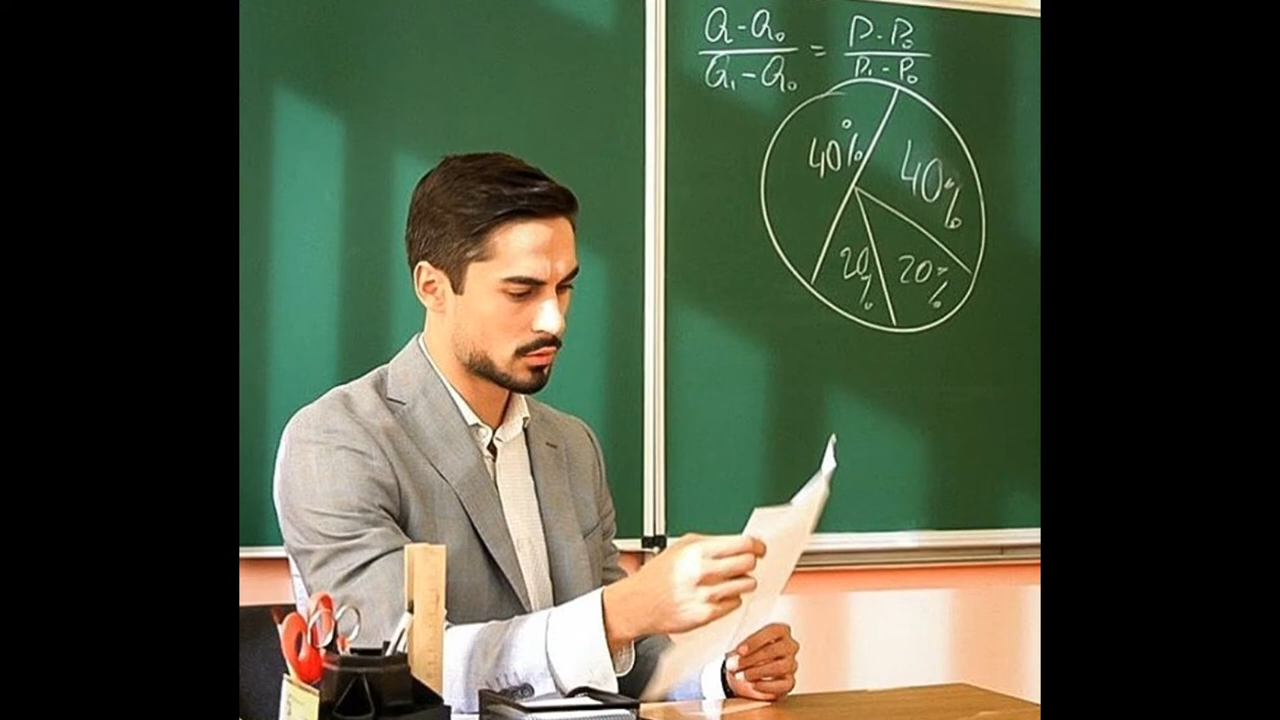 Q - Q₀ / Q₁ - Q₀ = P - P₀ / P₁ - P₀
40%
40%
20%
20%